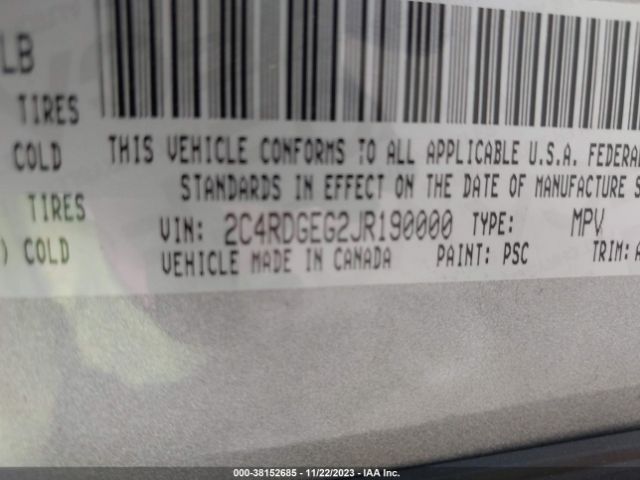 LB
TIRES
COLD
TIRES
) COLD
THIS VEHICLE CONFORMS TO ALL APPLICABLE U.S.A. FEDERAL
STANDARDS IN EFFECT ON THE DATE OF MANUFACTURE S
VIN: 2C4RDGEG2JR190000 TYPE: MPV
VEHICLE MADE IN CANADA PAINT: PSC TRIM: A
000-38152685 - 11/22/2023 - IAA Inc.